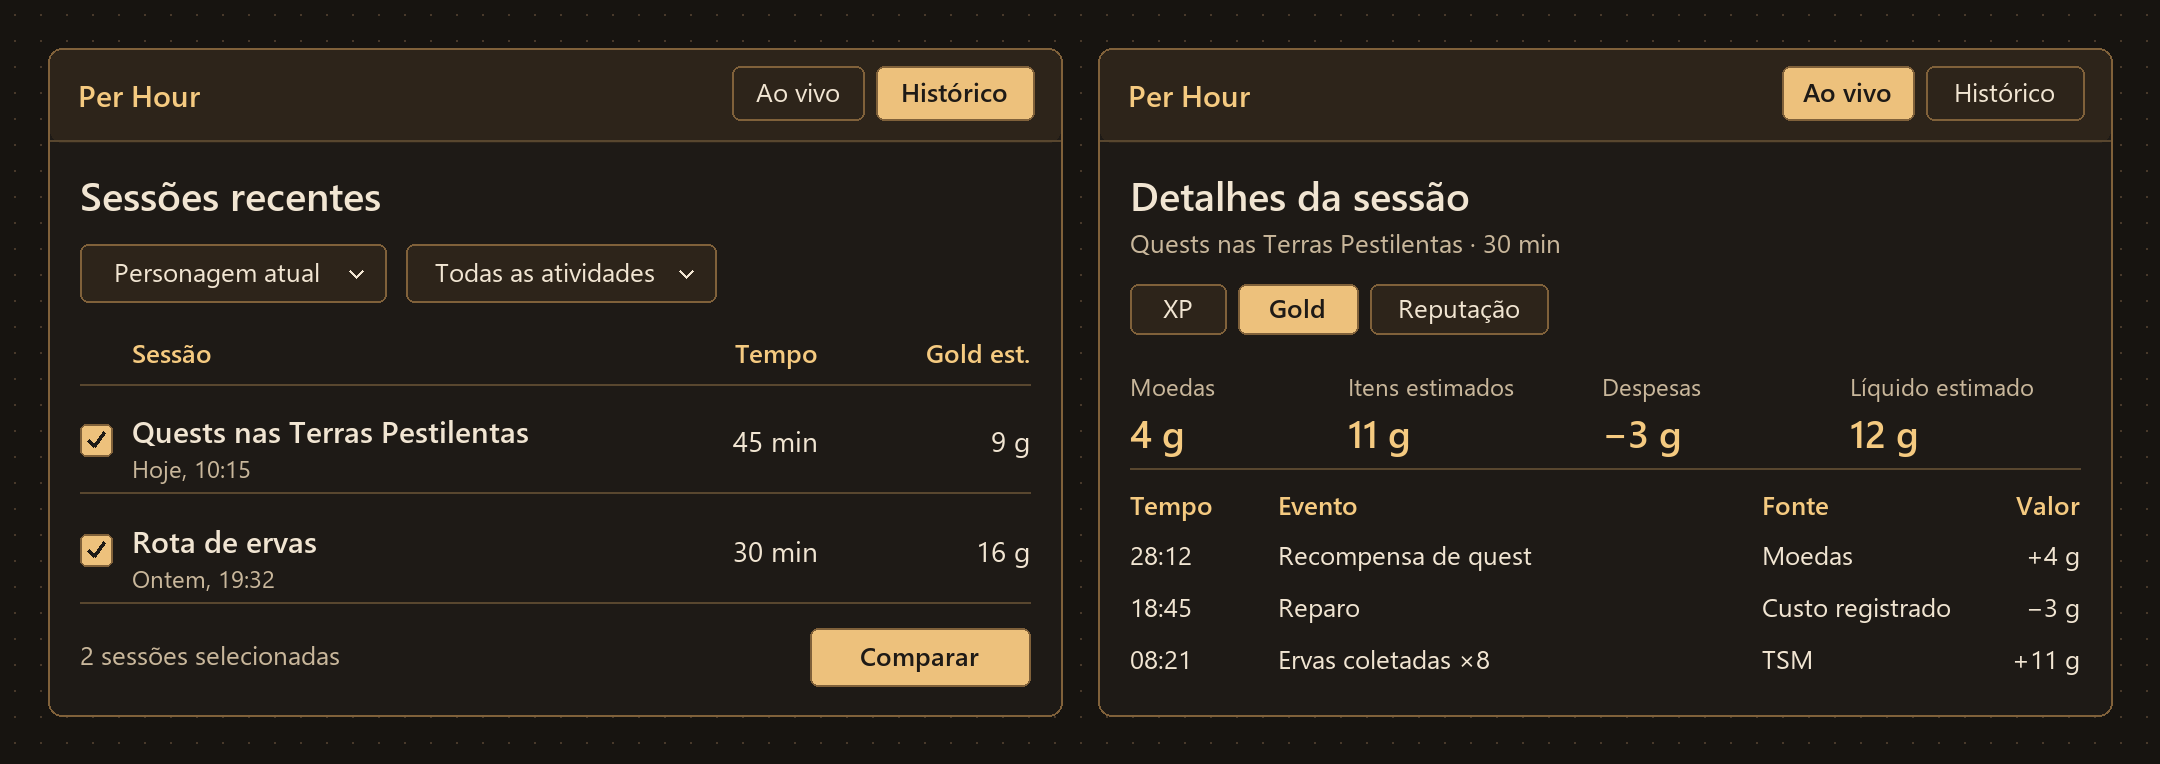 Per Hour
Ao vivo
Histórico
Sessões recentes
Personagem atual
Todas as atividades
Sessão Tempo Gold est.
Quests nas Terras Pestilentas 45 min 9 g
Hoje, 10:15
Rota de ervas 30 min 16 g
Ontem, 19:32
2 sessões selecionadas
Comparar
Per Hour
Ao vivo
Histórico
Detalhes da sessão
Quests nas Terras Pestilentas · 30 min
XP
Gold
Reputação
Moedas Itens estimados Despesas Líquido estimado
4 g 11 g −3 g 12 g
Tempo Evento Fonte Valor
28:12 Recompensa de quest Moedas +4 g
18:45 Reparo Custo registrado −3 g
08:21 Ervas coletadas ×8 TSM +11 g